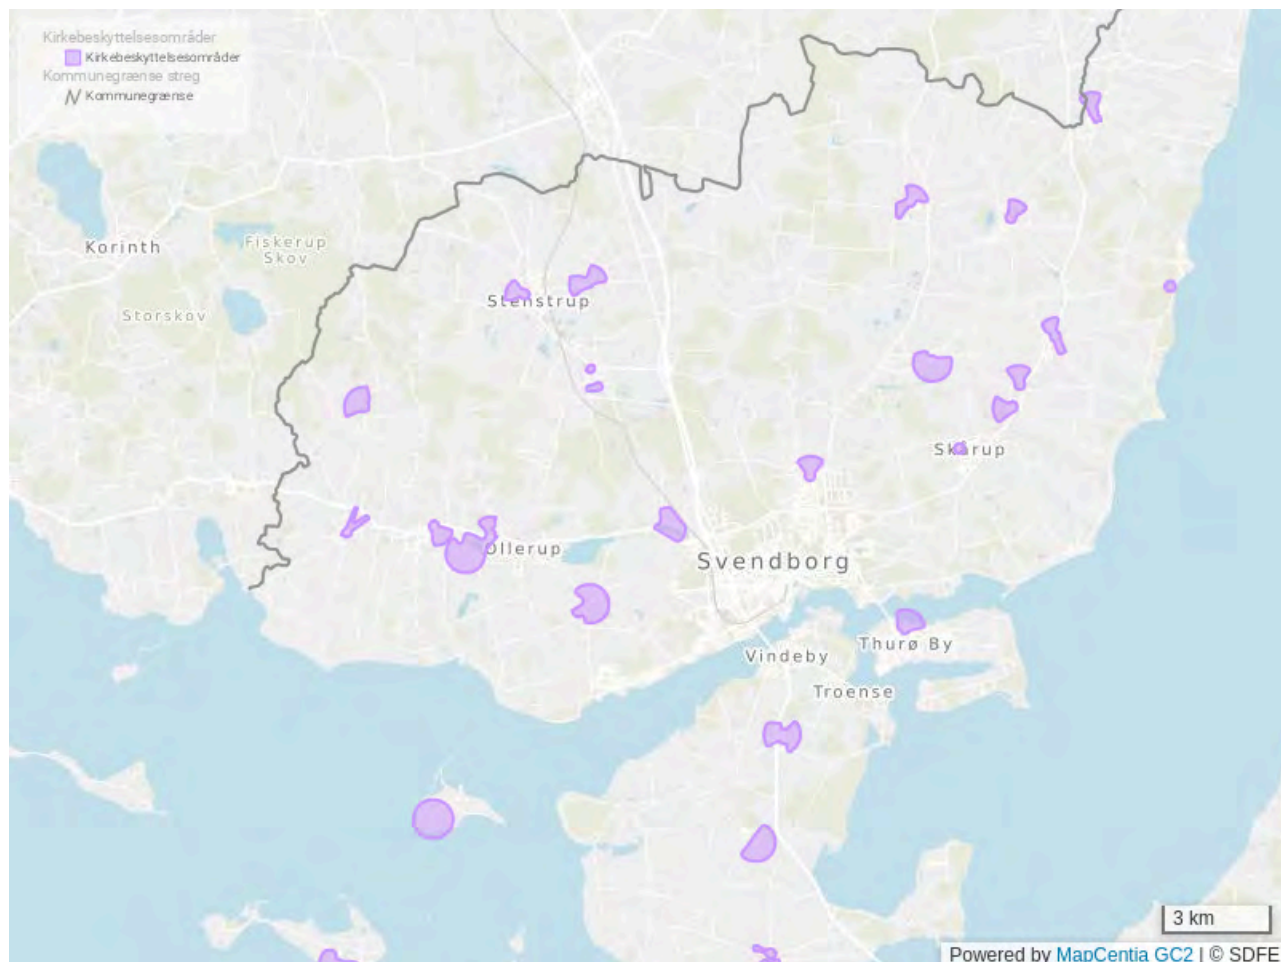 Kirkebeskyttelsesområder
Kirkebeskyttelsesområder
Kommunegrænse streg
Kommunegrænse
Korinth
Fiskerup
Skov
Storskov
Stenstrup
Skårup
Ollerup
Svendborg
Thurø By
Vindeby
Troense
3 km
Powered by MapCentia GC2 | © SDFE